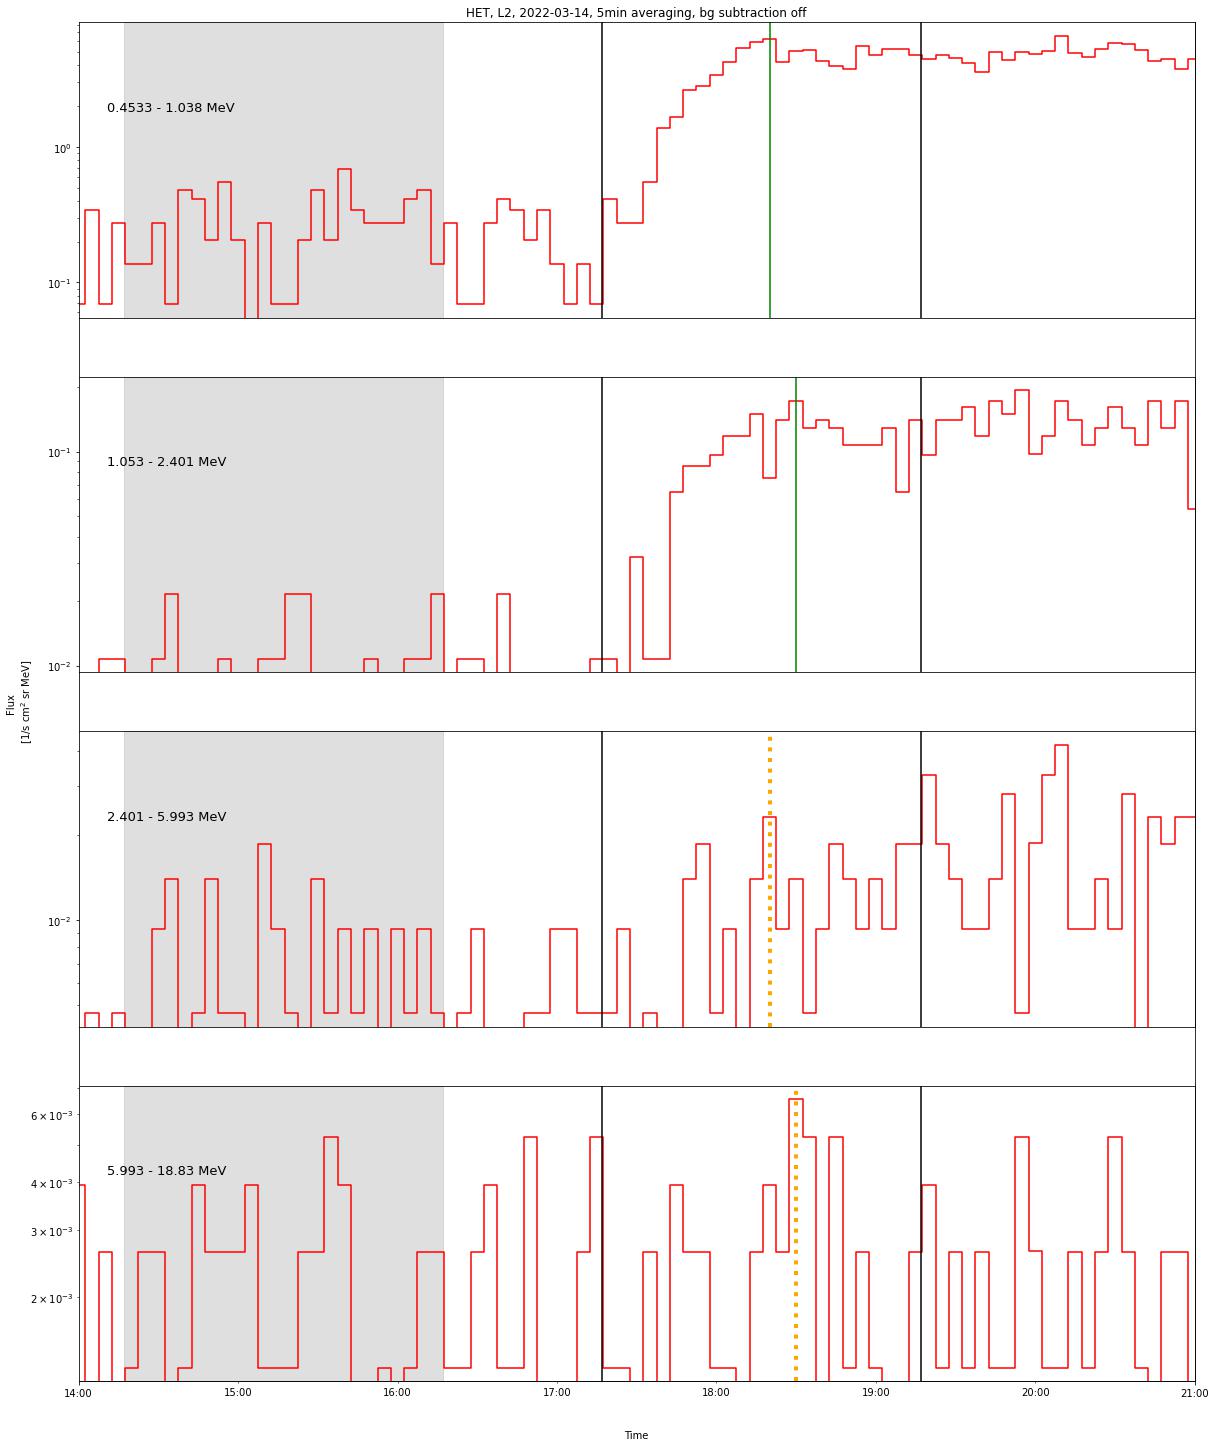 HET, L2, 2022-03-14, 5min averaging, bg subtraction off
0.4533 - 1.038 MeV
10⁰
10⁻¹
1.053 - 2.401 MeV
10⁻¹
10⁻²
Flux
[1/s cm² sr MeV]
2.401 - 5.993 MeV
10⁻²
5.993 - 18.83 MeV
6 × 10⁻³
4 × 10⁻³
3 × 10⁻³
2 × 10⁻³
14:00 15:00 16:00 17:00 18:00 19:00 20:00 21:00
Time